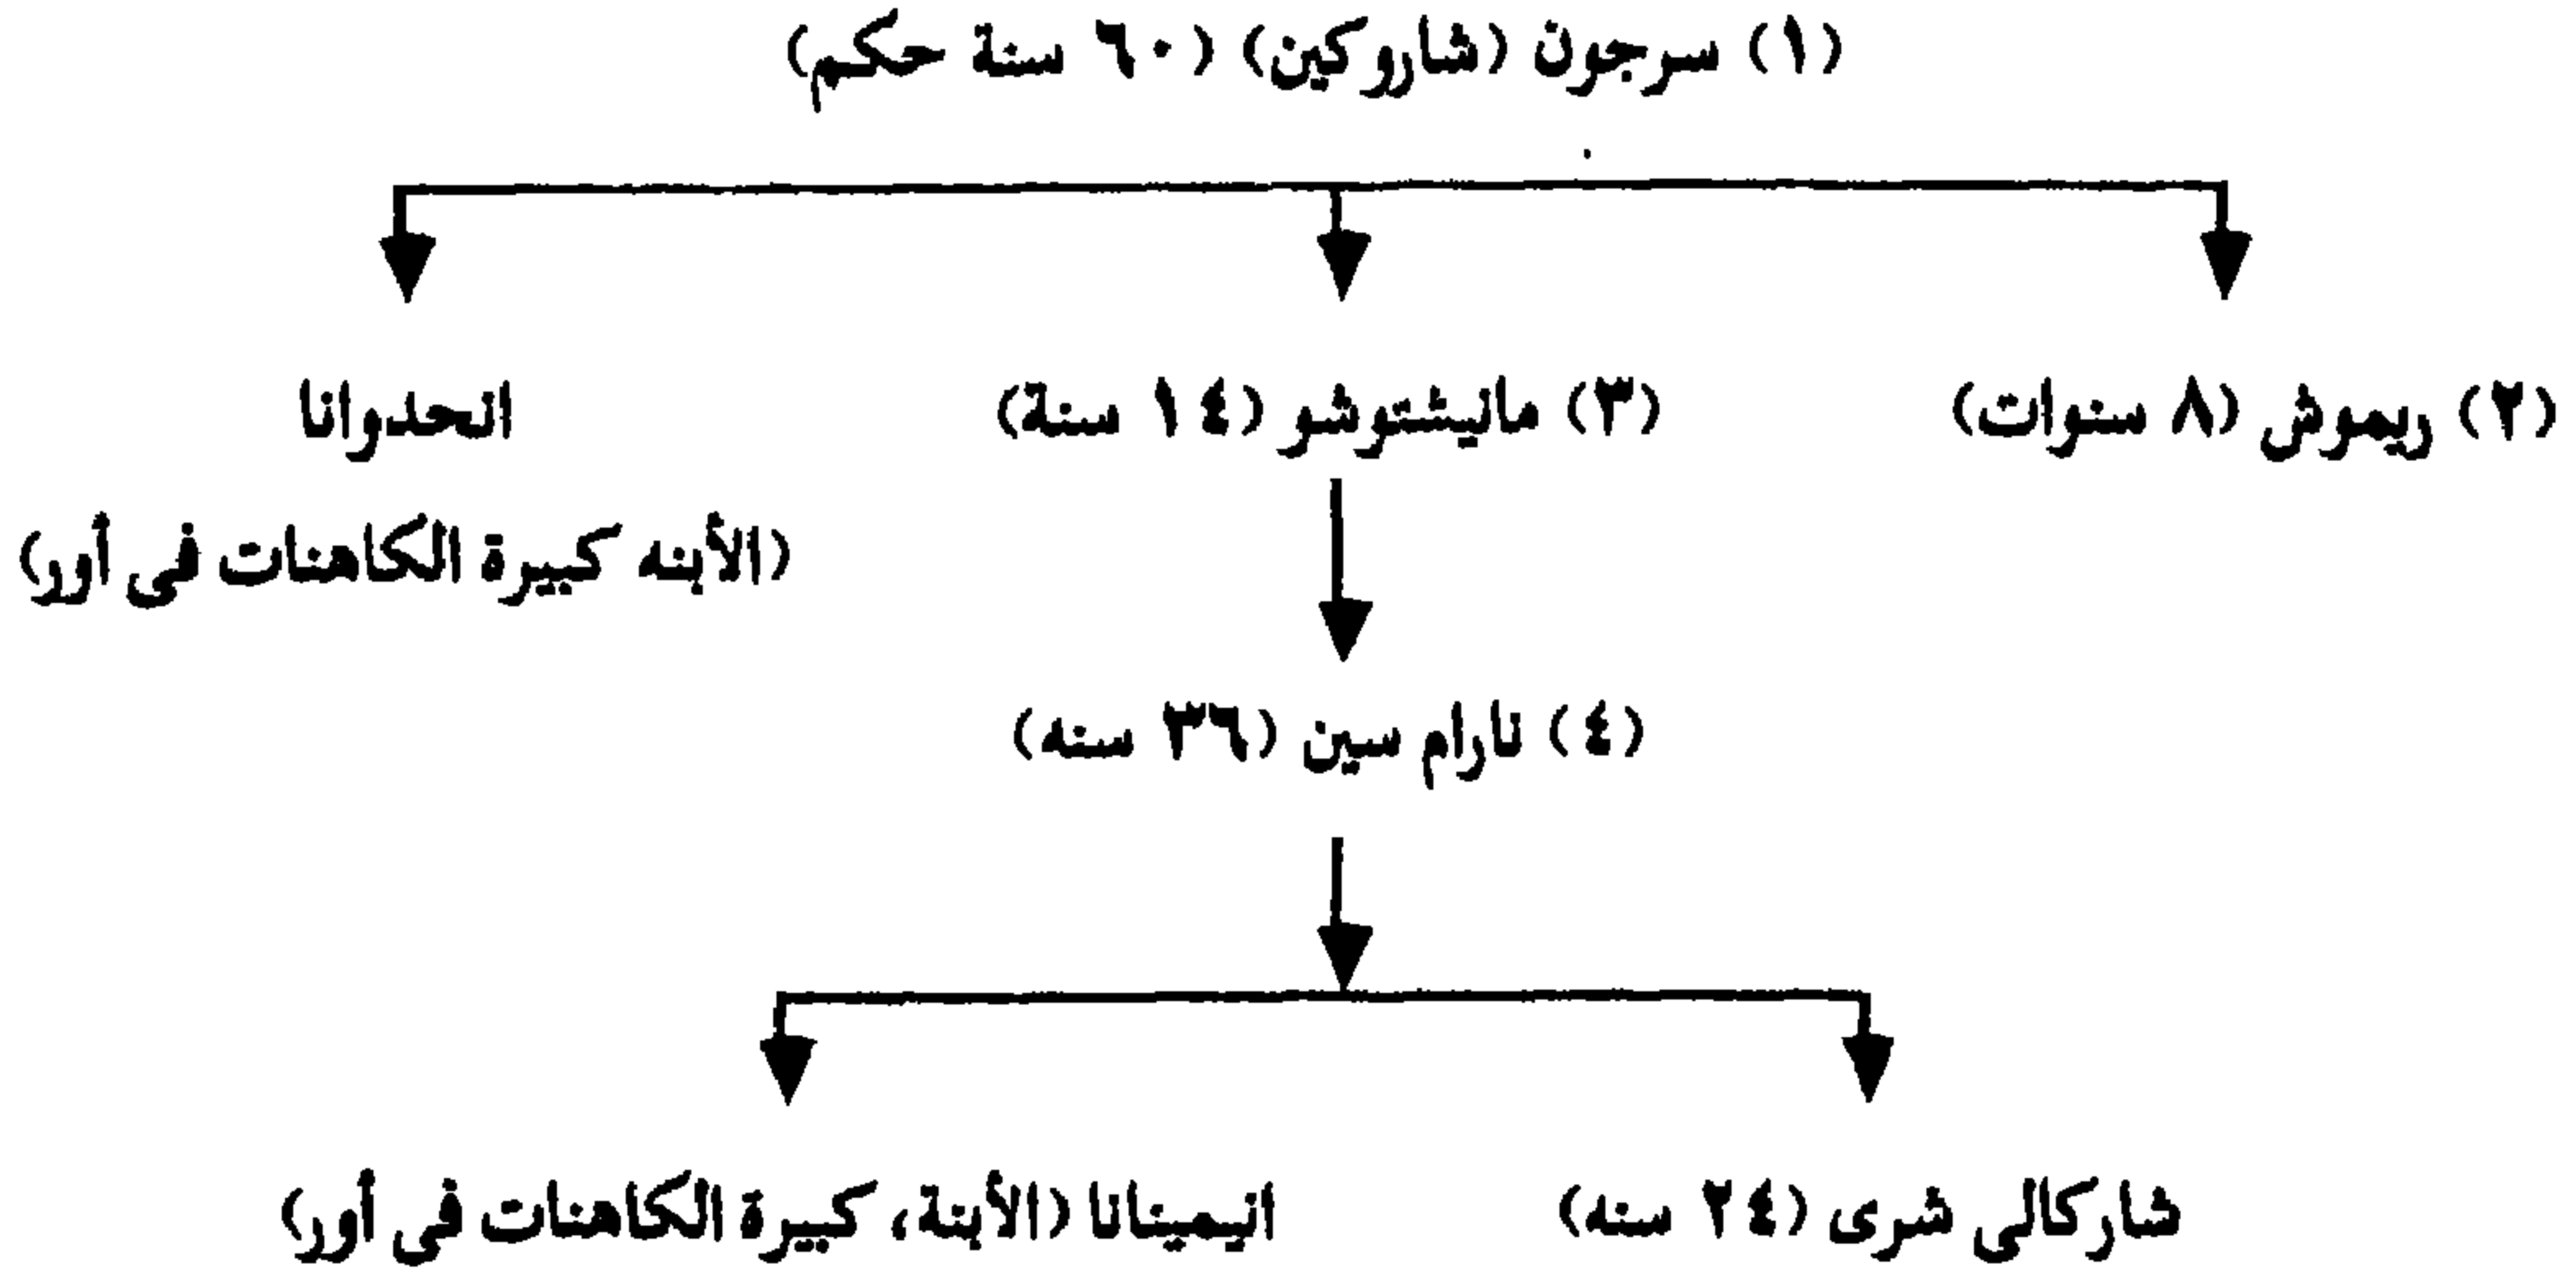 (١) سرجون (شاروكين) (٦٠ سنة حكم)
(٢) ريموش (٨ سنوات)
(٣) مانيشتوشو (١٤ سنة)
انحدوانا
(الأبنه كبيرة الكاهنات فى أور)
(٤) نارام سين (٣٦ سنه)
شاركالى شرى (٢٤ سنه)
انيمينانا (الأبنة، كبيرة الكاهنات فى أور)